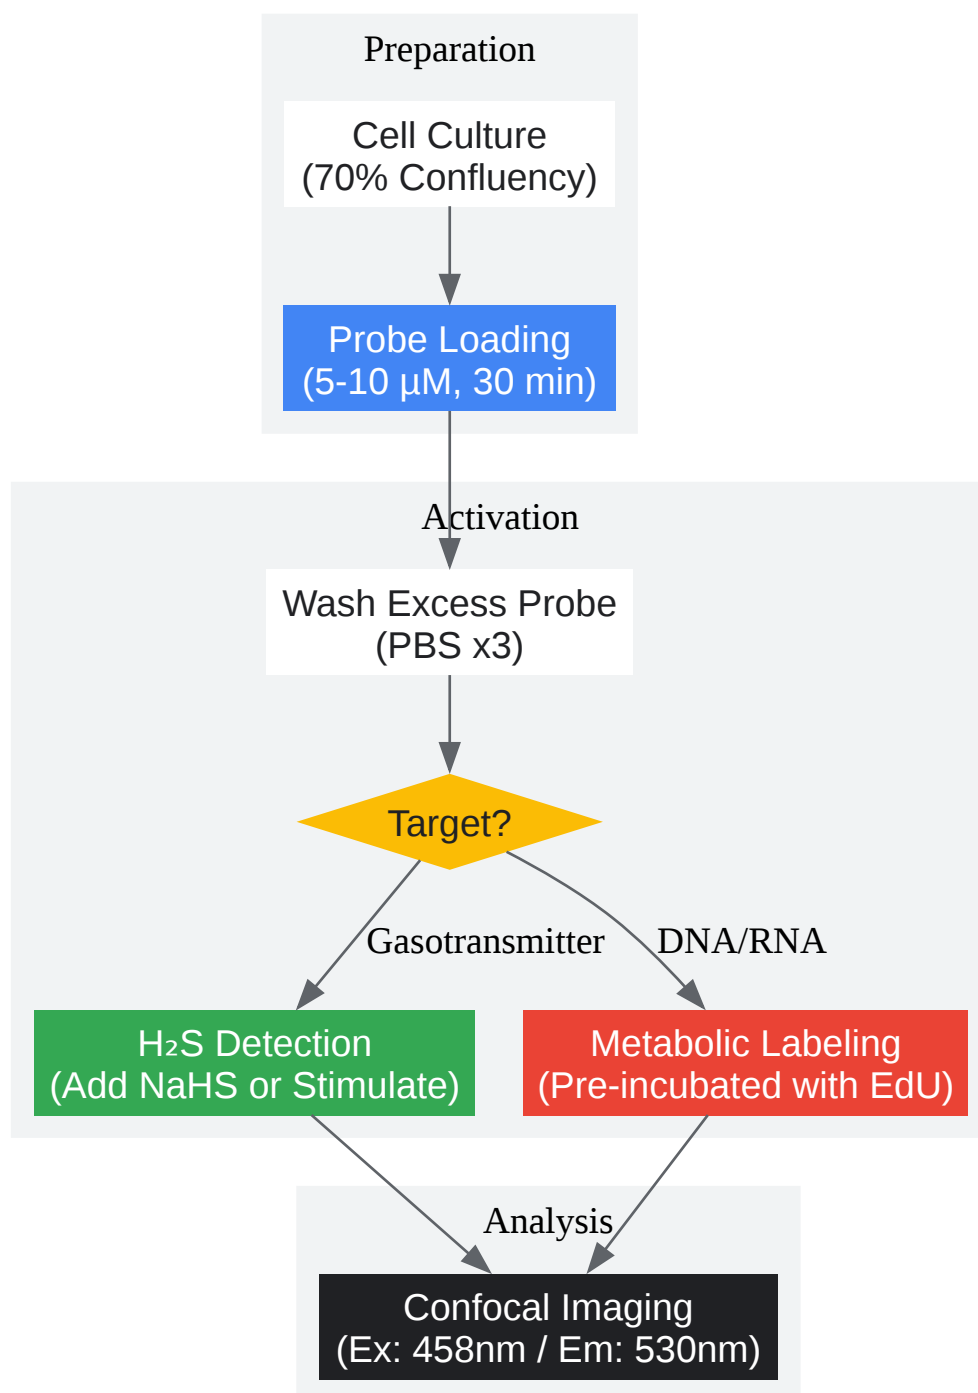 Preparation
Cell Culture
(70% Confluency)
Probe Loading
(5-10 µM, 30 min)
Activation
Wash Excess Probe
(PBS x3)
Target?
Gasotransmitter
DNA/RNA
H₂S Detection
(Add NaHS or Stimulate)
Metabolic Labeling
(Pre-incubated with EdU)
Analysis
Confocal Imaging
(Ex: 458nm / Em: 530nm)